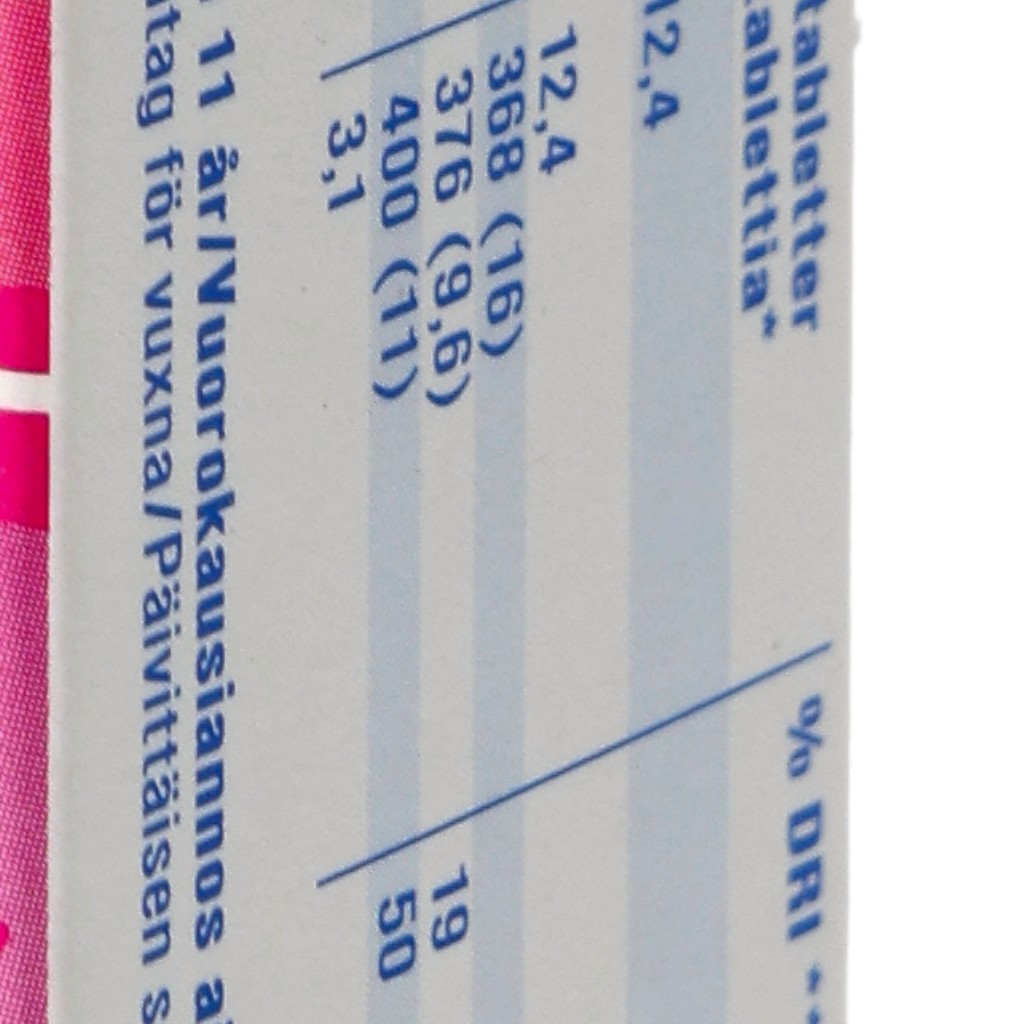 tabletter
tablettia*
% DRI **
12,4
12,4
368 (16)
376 (9,6)
19
400 (11)
50
3,1
11 år/Vuorokausiannos
tag för vuxna/Päivittäisen